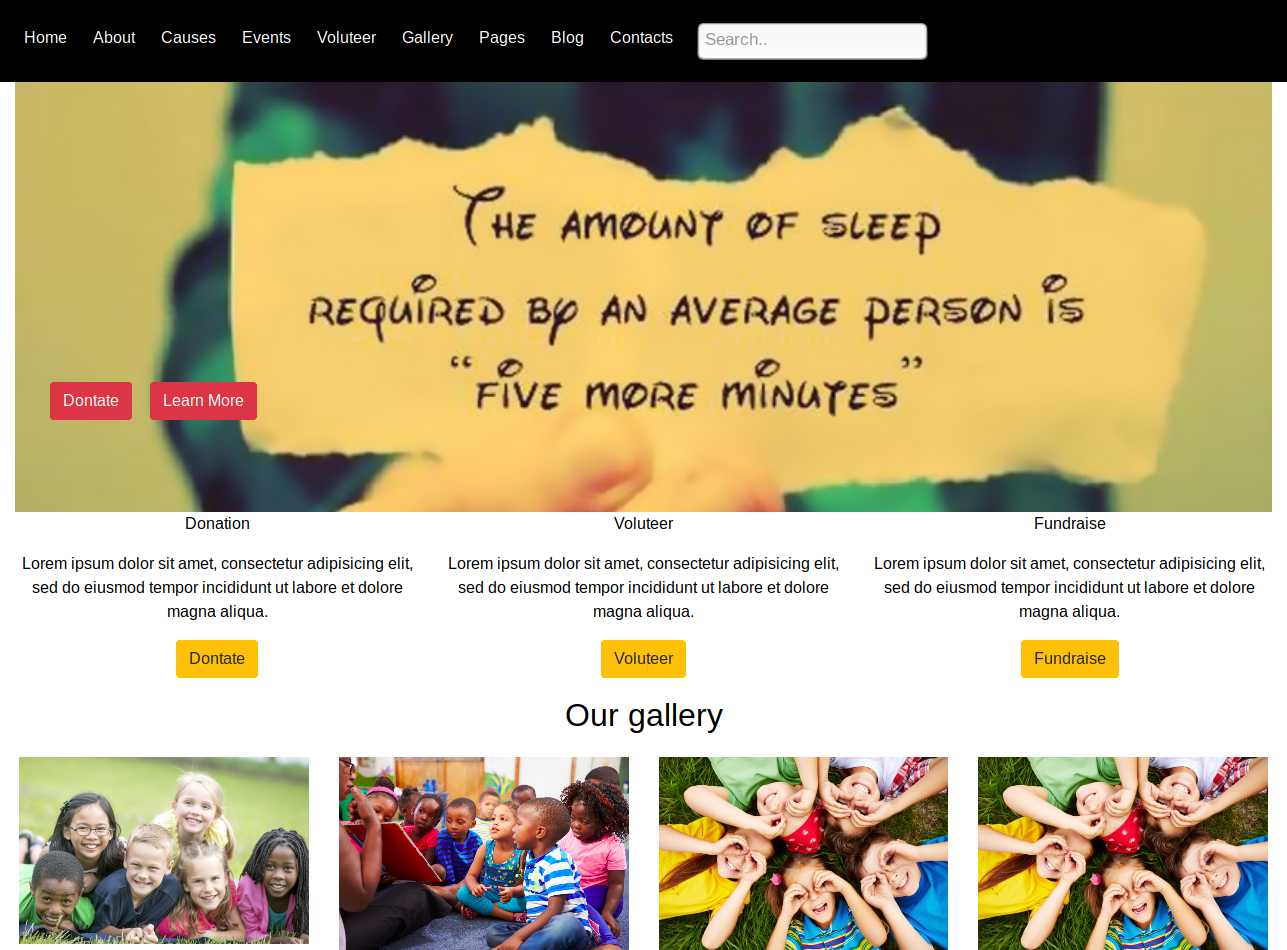 Home About Causes Events Voluteer Gallery Pages Blog Contacts Search..
The amount of sleep
required by an average person is
“five more minutes”
Dontate Learn More
Donation Voluteer Fundraise
Lorem ipsum dolor sit amet, consectetur adipisicing elit,
sed do eiusmod tempor incididunt ut labore et dolore
magna aliqua.
Lorem ipsum dolor sit amet, consectetur adipisicing elit,
sed do eiusmod tempor incididunt ut labore et dolore
magna aliqua.
Lorem ipsum dolor sit amet, consectetur adipisicing elit,
sed do eiusmod tempor incididunt ut labore et dolore
magna aliqua.
Dontate Voluteer Fundraise
Our gallery